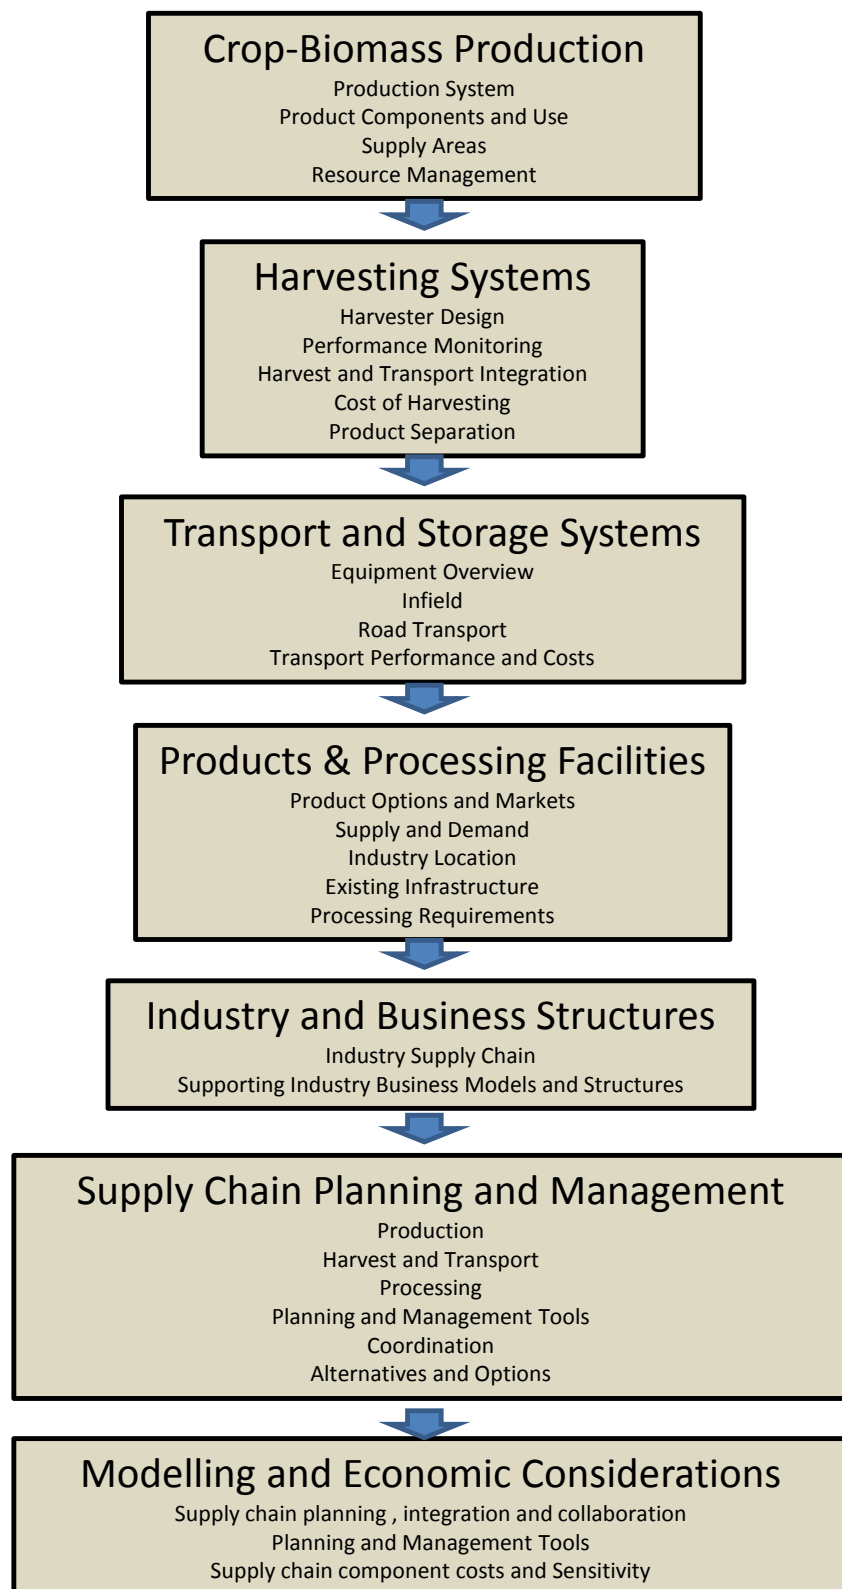 Crop-Biomass Production
Production System
Product Components and Use
Supply Areas
Resource Management
Harvesting Systems
Harvester Design
Performance Monitoring
Harvest and Transport Integration
Cost of Harvesting
Product Separation
Transport and Storage Systems
Equipment Overview
Infield
Road Transport
Transport Performance and Costs
Products & Processing Facilities
Product Options and Markets
Supply and Demand
Industry Location
Existing Infrastructure
Processing Requirements
Industry and Business Structures
Industry Supply Chain
Supporting Industry Business Models and Structures
Supply Chain Planning and Management
Production
Harvest and Transport
Processing
Planning and Management Tools
Coordination
Alternatives and Options
Modelling and Economic Considerations
Supply chain planning , integration and collaboration
Planning and Management Tools
Supply chain component costs and Sensitivity